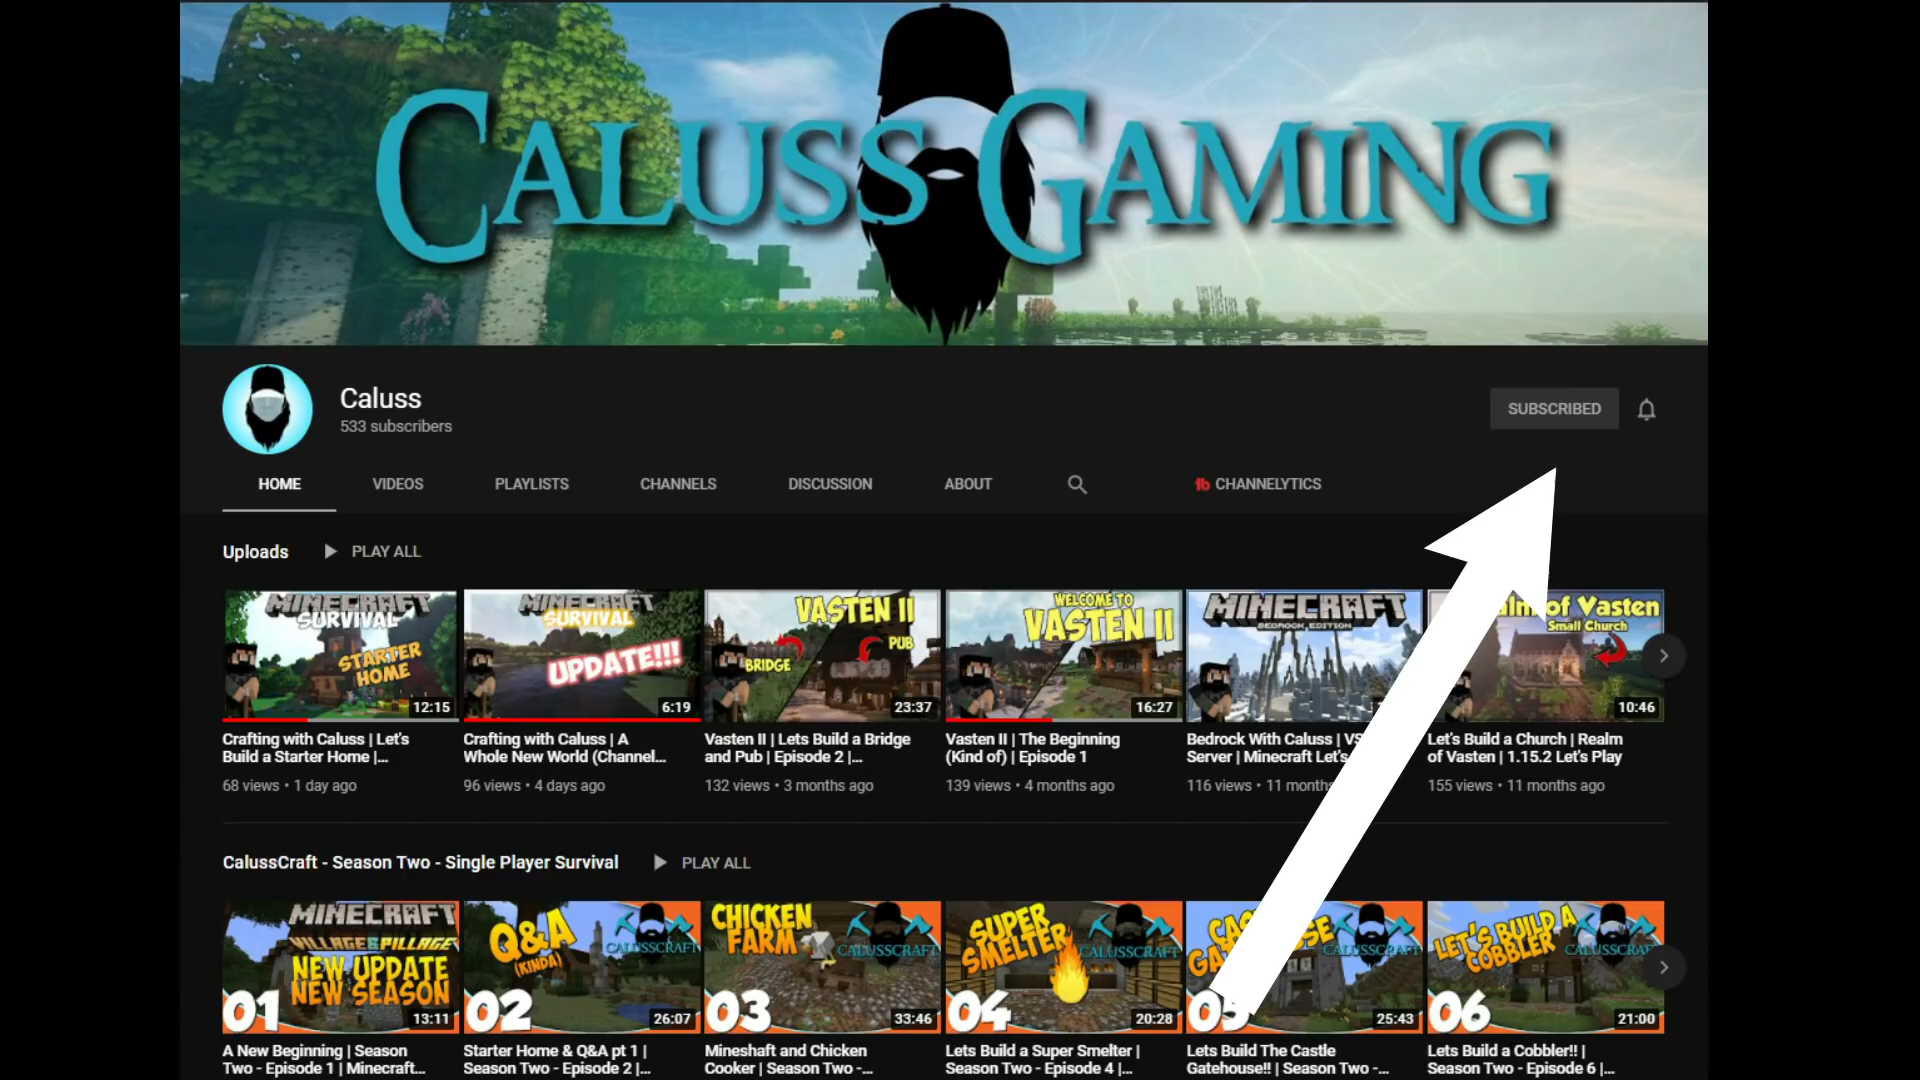 CALUSS GAMING
Caluss
533 subscribers
SUBSCRIBED
HOME
VIDEOS
PLAYLISTS
CHANNELS
DISCUSSION
ABOUT
CHANNELYTICS
Uploads
PLAY ALL
MINECRAFT
SURVIVAL
STARTER
HOME
12:15
MINECRAFT
SURVIVAL
UPDATE!!!
6:19
VASTEN II
PUB
BRIDGE
23:37
WELCOME TO
VASTEN II
16:27
MINECRAFT
BEDROCK EDITION
of Vasten
Small Church
10:46
Crafting with Caluss | Let's
Build a Starter Home |...
68 views • 1 day ago
Crafting with Caluss | A
Whole New World (Channel...
96 views • 4 days ago
Vasten II | Lets Build a Bridge
and Pub | Episode 2 |...
132 views • 3 months ago
Vasten II | The Beginning
(Kind of) | Episode 1
139 views • 4 months ago
Bedrock With Caluss |
Server | Minecraft
116 views • 11
Let's Build a Church | Realm
of Vasten | 1.15.2 Let's Play
155 views • 11 months ago
CalussCraft - Season Two - Single Player Survival
PLAY ALL
MINECRAFT
VILLAGE & PILLAGE
NEW UPDATE
NEW SEASON
01
13:11
Q&A
(KINDA)
CALUSSCRAFT
02
26:07
CHICKEN
FARM
CALUSSCRAFT
03
33:46
SUPER
SMELTER
CALUSSCRAFT
04
20:28
CALUSSCRAFT
05
25:43
LET'S BUILD A
COBBLER
06
21:00
A New Beginning | Season
Two - Episode 1 | Minecraft...
Starter Home & Q&A pt 1 |
Season Two - Episode 2 |...
Mineshaft and Chicken
Cooker | Season Two -...
Lets Build a Super Smelter |
Season Two - Episode 4 |...
Lets Build The Castle
Gatehouse!! | Season Two -...
Lets Build a Cobbler!! |
Season Two - Episode 6 |...